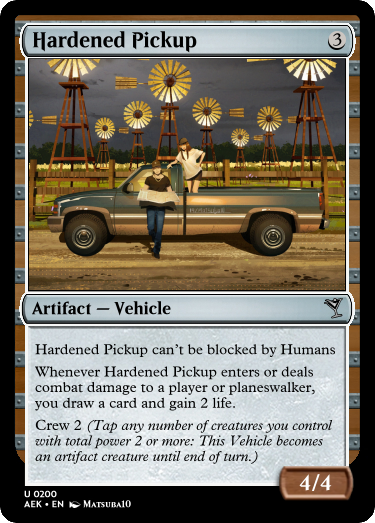 Hardened Pickup 3
Artifact — Vehicle
Hardened Pickup can't be blocked by Humans
Whenever Hardened Pickup enters or deals
combat damage to a player or planeswalker,
you draw a card and gain 2 life.
Crew 2 (Tap any number of creatures you control
with total power 2 or more: This Vehicle becomes
an artifact creature until end of turn.)
4/4
U 0200
AEK • EN Matsuba10